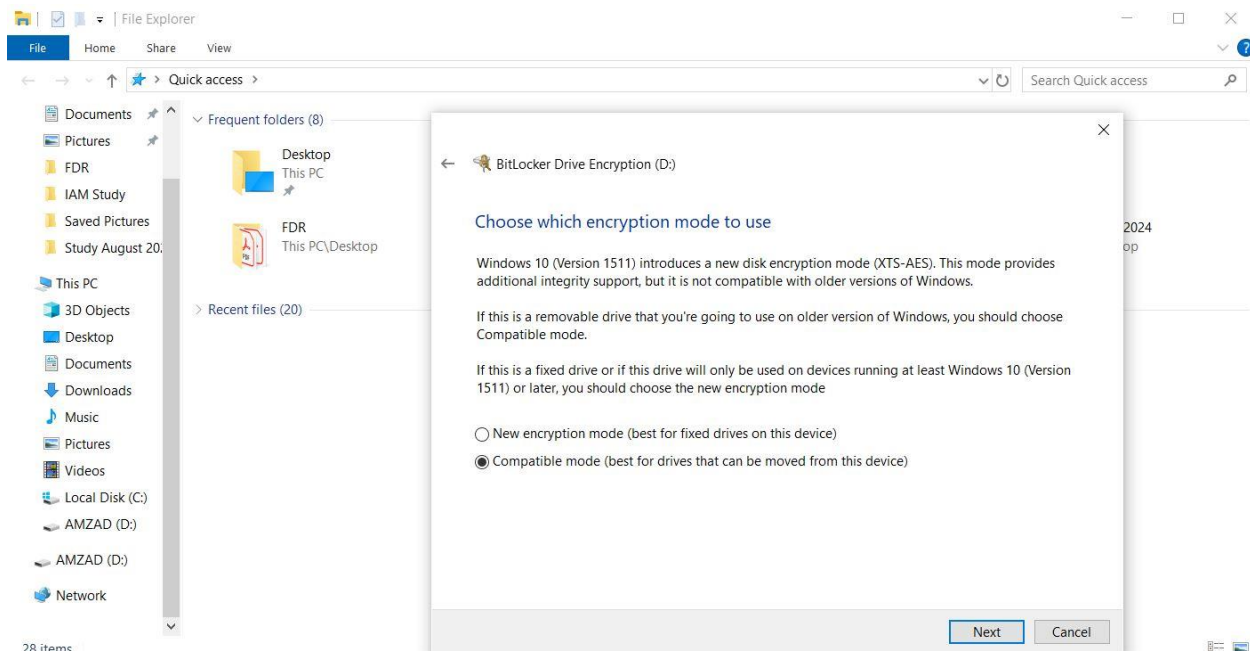 File Explorer
File Home Share View
Quick access
Search Quick access
Documents
Pictures
FDR
IAM Study
Saved Pictures
Study August 20
This PC
3D Objects
Desktop
Documents
Downloads
Music
Pictures
Videos
Local Disk (C:)
AMZAD (D:)
AMZAD (D:)
Network
28 items
Frequent folders (8)
Desktop
This PC
FDR
This PC\Desktop
Recent files (20)
2024
op
BitLocker Drive Encryption (D:)
Choose which encryption mode to use
Windows 10 (Version 1511) introduces a new disk encryption mode (XTS-AES). This mode provides
additional integrity support, but it is not compatible with older versions of Windows.
If this is a removable drive that you're going to use on older version of Windows, you should choose
Compatible mode.
If this is a fixed drive or if this drive will only be used on devices running at least Windows 10 (Version
1511) or later, you should choose the new encryption mode
New encryption mode (best for fixed drives on this device)
Compatible mode (best for drives that can be moved from this device)
Next Cancel